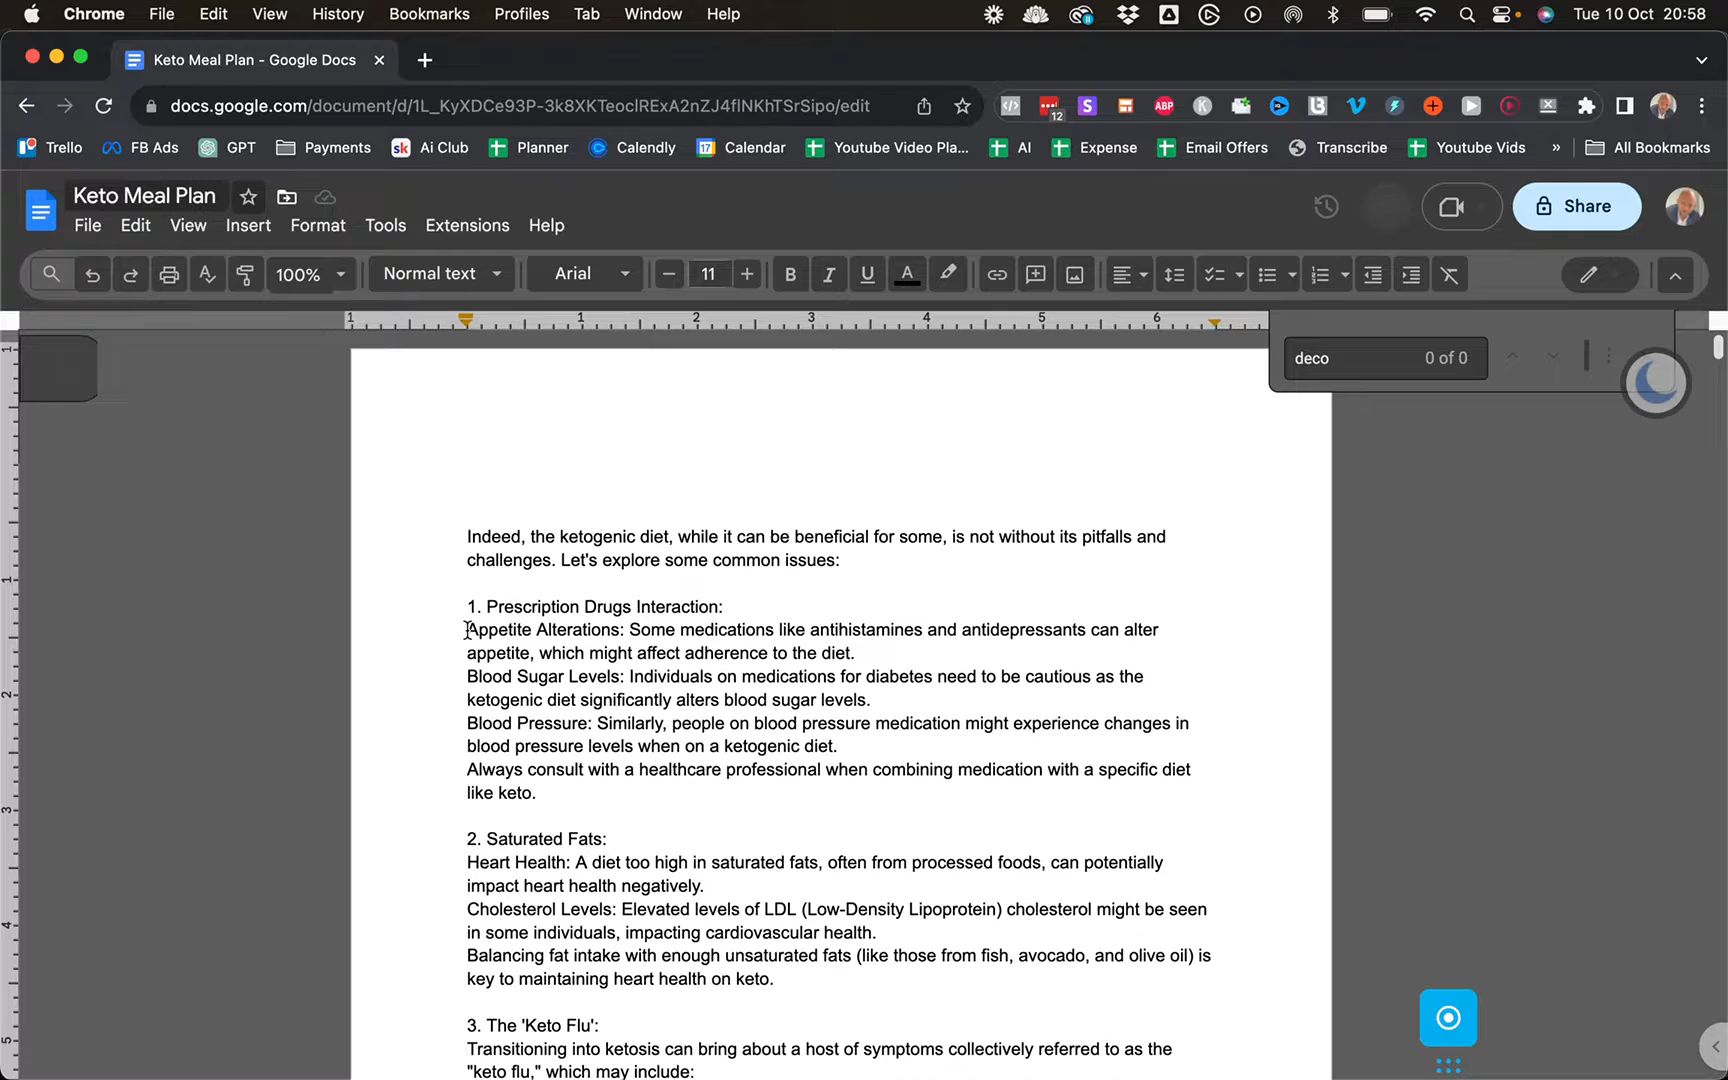 Chrome File Edit View History Bookmarks Profiles Tab Window Help Tue 10 Oct 20:58
Keto Meal Plan - Google Docs
docs.google.com/document/d/1L_KyXDCe93P-3k8XKTeoclRExA2nZJ4flNKhTSrSipo/edit
12 S ABP K
Trello FB Ads GPT Payments sk Ai Club Planner Calendly 17 Calendar Youtube Video Pla... AI Expense Email Offers Transcribe Youtube Vids » All Bookmarks
Keto Meal Plan
Share
File Edit View Insert Format Tools Extensions Help
100% Normal text Arial 11 B I U A
1 1 2 3 4 5 6
deco 0 of 0
Indeed, the ketogenic diet, while it can be beneficial for some, is not without its pitfalls and
challenges. Let's explore some common issues:
1. Prescription Drugs Interaction:
Appetite Alterations: Some medications like antihistamines and antidepressants can alter
appetite, which might affect adherence to the diet.
Blood Sugar Levels: Individuals on medications for diabetes need to be cautious as the
ketogenic diet significantly alters blood sugar levels.
Blood Pressure: Similarly, people on blood pressure medication might experience changes in
blood pressure levels when on a ketogenic diet.
Always consult with a healthcare professional when combining medication with a specific diet
like keto.
2. Saturated Fats:
Heart Health: A diet too high in saturated fats, often from processed foods, can potentially
impact heart health negatively.
Cholesterol Levels: Elevated levels of LDL (Low-Density Lipoprotein) cholesterol might be seen
in some individuals, impacting cardiovascular health.
Balancing fat intake with enough unsaturated fats (like those from fish, avocado, and olive oil) is
key to maintaining heart health on keto.
3. The 'Keto Flu':
Transitioning into ketosis can bring about a host of symptoms collectively referred to as the
"keto flu," which may include: